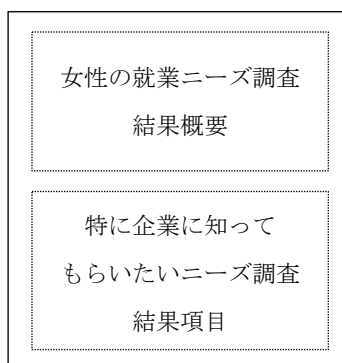 女性の就業ニーズ調査
結果概要
特に企業に知って
もらいたいニーズ調査
結果項目